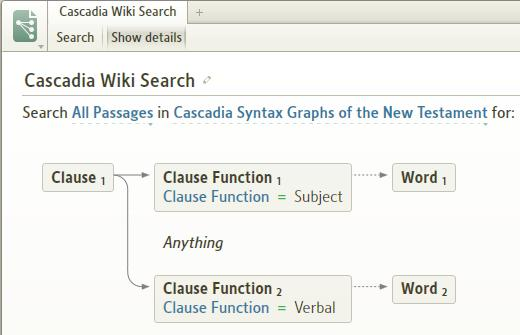 Cascadia Wiki Search +
Search Show details
Cascadia Wiki Search
Search All Passages in Cascadia Syntax Graphs of the New Testament for:
Clause 1
Clause Function 1
Clause Function = Subject
Word 1
Anything
Clause Function 2
Clause Function = Verbal
Word 2